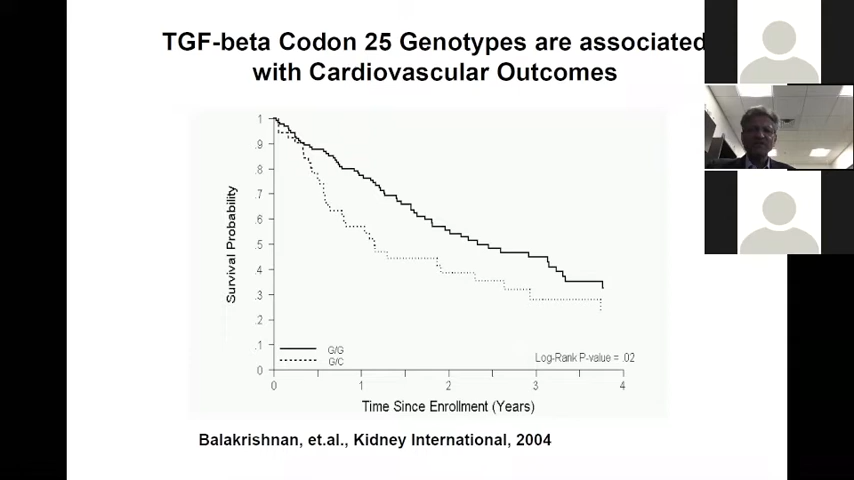 TGF-beta Codon 25 Genotypes are associated
with Cardiovascular Outcomes
1
.9
.8
.7
.6
.5
.4
.3
.2
.1
0
Survival Probability
G/G
G/C
Log-Rank P-value = .02
0 1 2 3 4
Time Since Enrollment (Years)
Balakrishnan, et.al., Kidney International, 2004